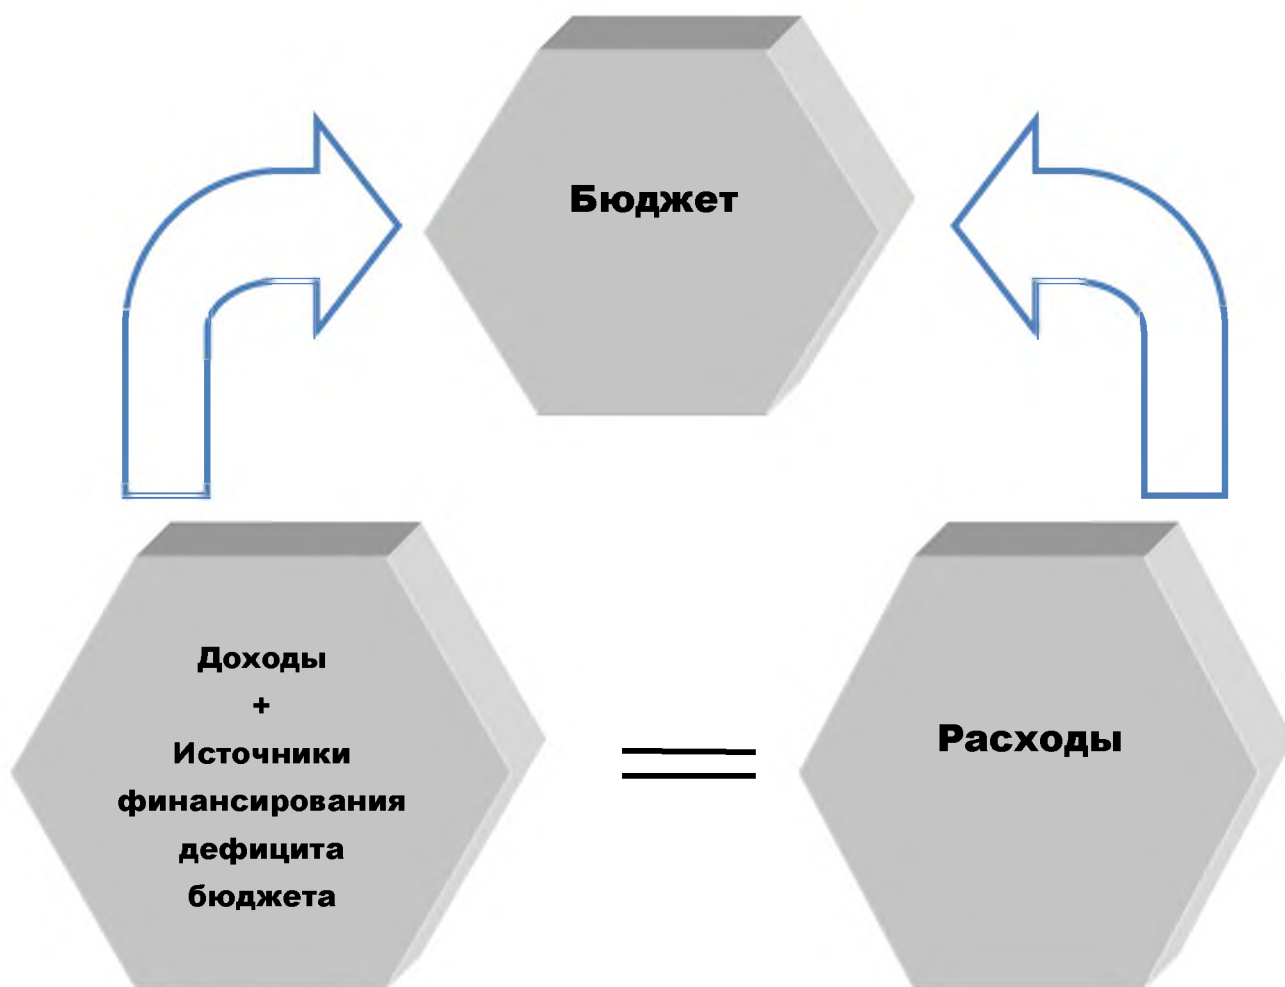 Бюджет
Доходы
+
Источники
финансирования
дефицита
бюджета
Расходы